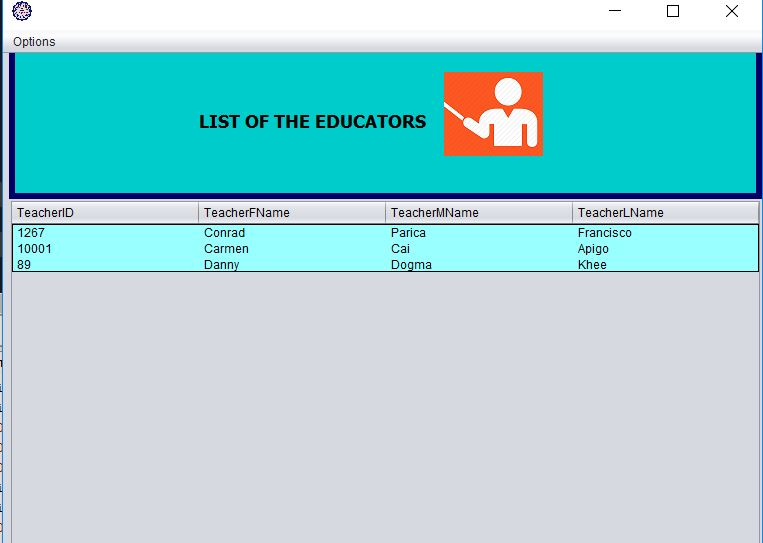 Options
LIST OF THE EDUCATORS
TeacherID TeacherFName TeacherMName TeacherLName
1267 Conrad Parica Francisco
10001 Carmen Cai Apigo
89 Danny Dogma Khee